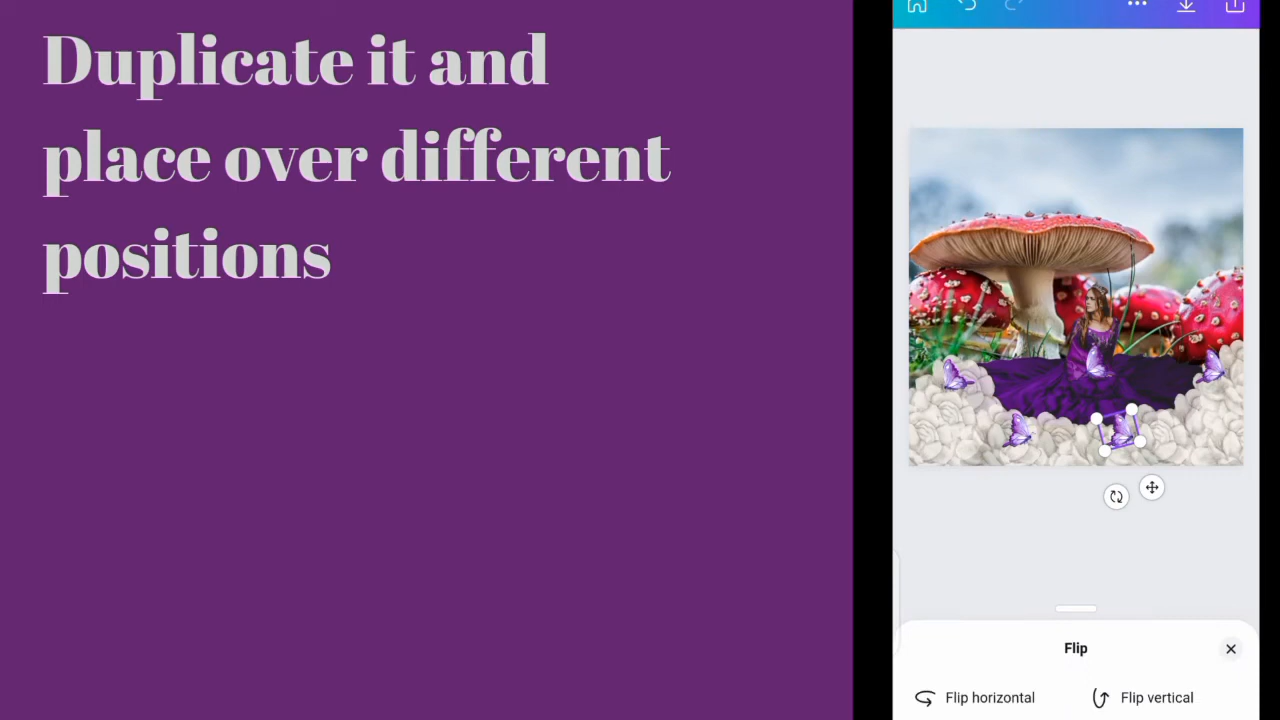 Duplicate it and
place over different
positions
Flip
Flip horizontal
Flip vertical